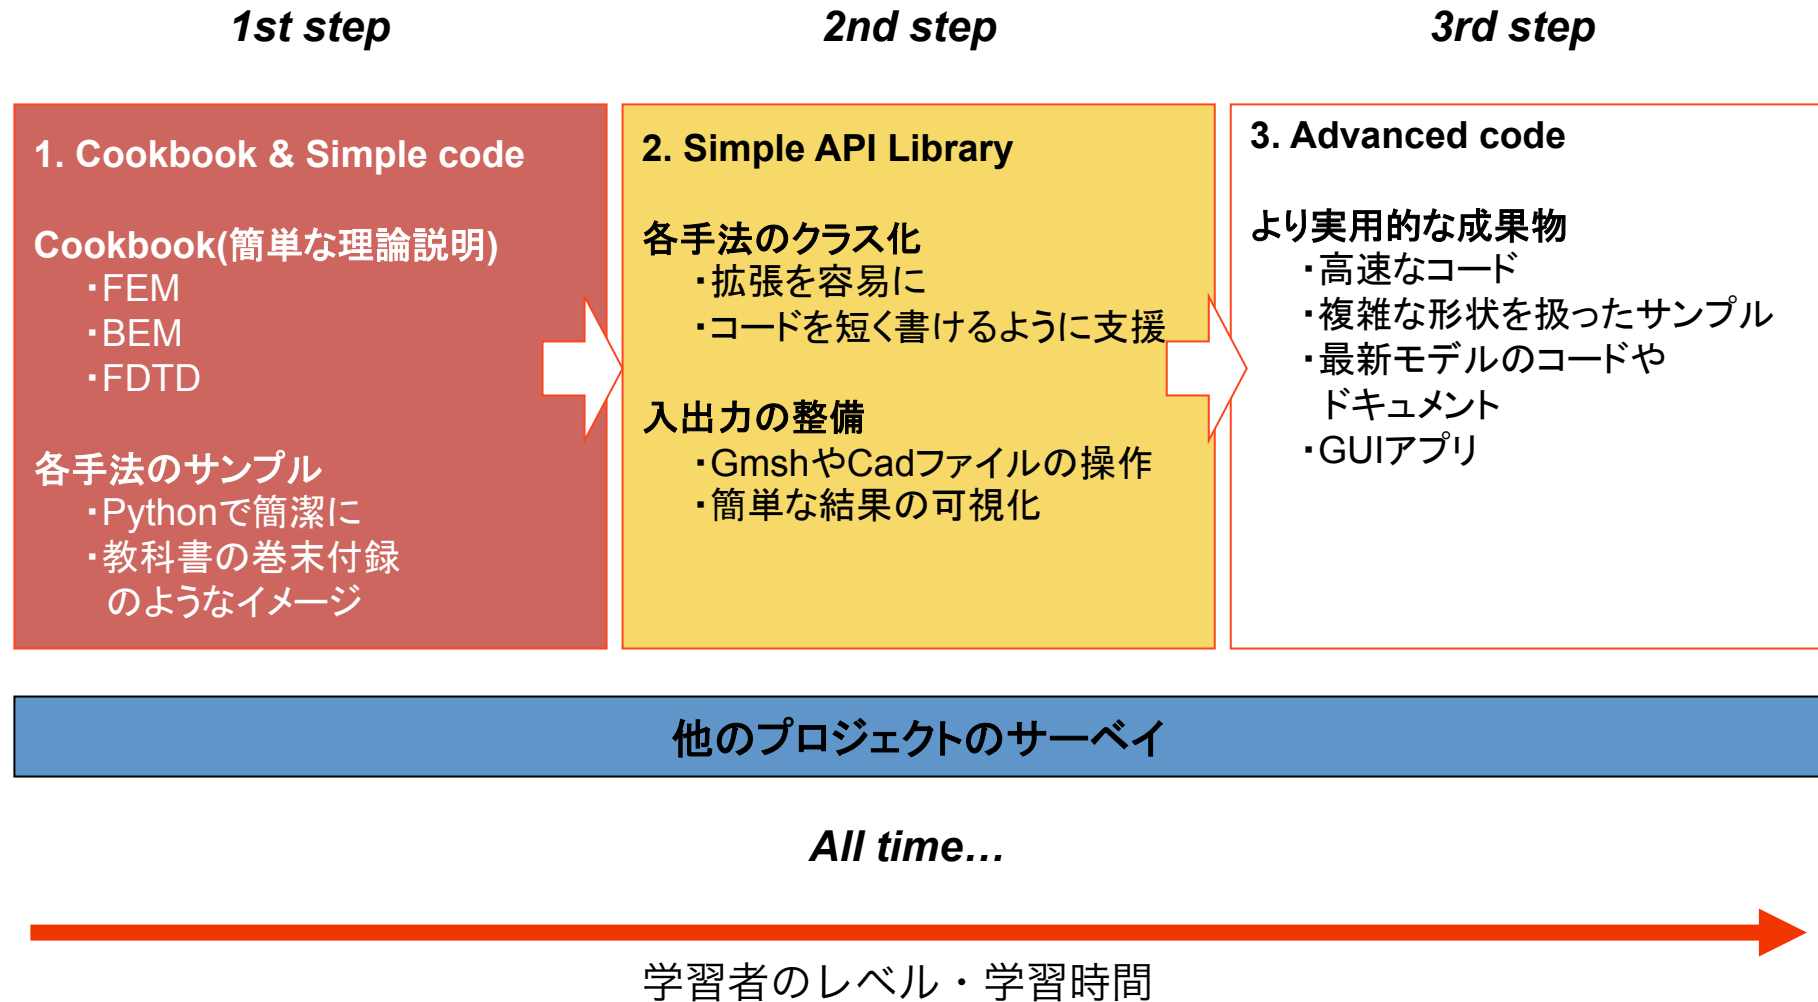 1st step
2nd step
3rd step
1. Cookbook & Simple code
Cookbook(簡単な理論説明)
・FEM
・BEM
・FDTD
各手法のサンプル
・Pythonで簡潔に
・教科書の巻末付録
のようなイメージ
2. Simple API Library
各手法のクラス化
・拡張を容易に
・コードを短く書けるように支援
入出力の整備
・GmshやCadファイルの操作
・簡単な結果の可視化
3. Advanced code
より実用的な成果物
・高速なコード
・複雑な形状を扱ったサンプル
・最新モデルのコードや
ドキュメント
・GUIアプリ
他のプロジェクトのサーベイ
All time…
学習者のレベル・学習時間